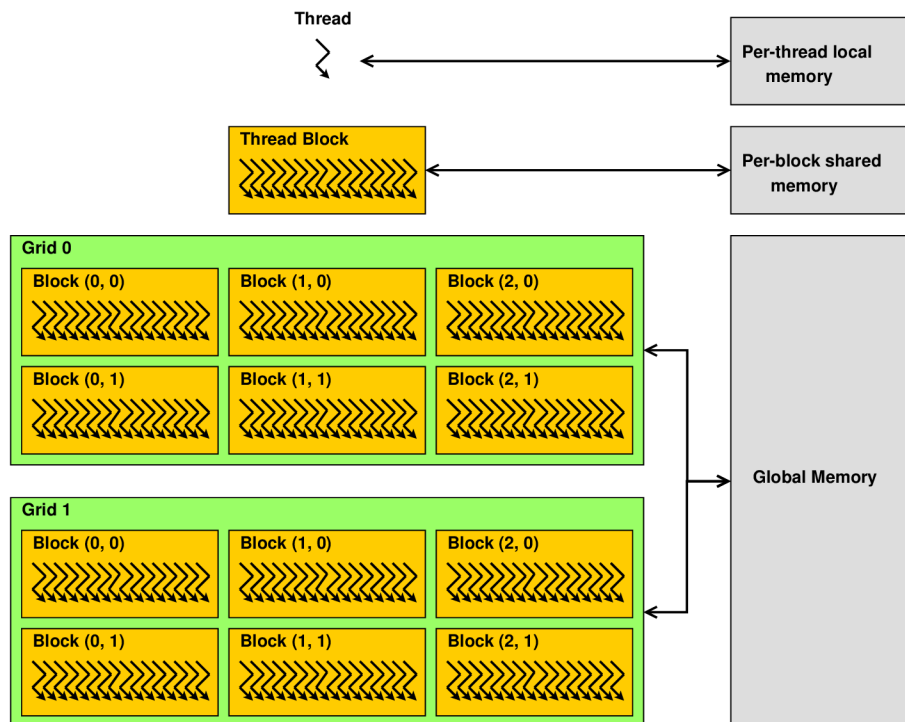 Thread
Per-thread local
memory
Thread Block
Per-block shared
memory
Grid 0
Block (0, 0)
Block (1, 0)
Block (2, 0)
Block (0, 1)
Block (1, 1)
Block (2, 1)
Global Memory
Grid 1
Block (0, 0)
Block (1, 0)
Block (2, 0)
Block (0, 1)
Block (1, 1)
Block (2, 1)